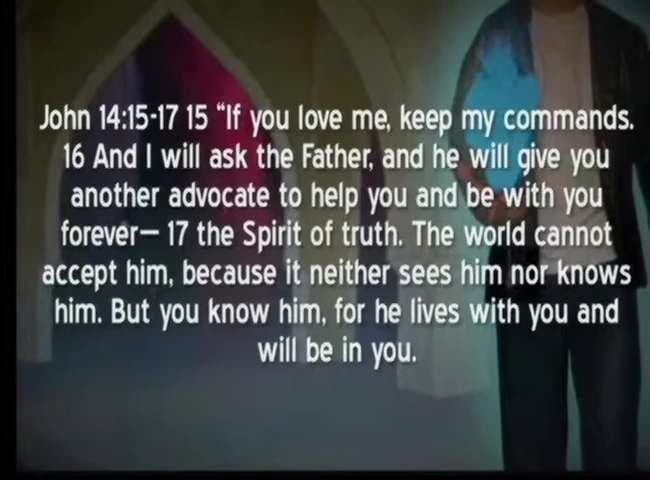 John 14:15-17 15 “If you love me, keep my commands.
16 And I will ask the Father, and he will give you
another advocate to help you and be with you
forever— 17 the Spirit of truth. The world cannot
accept him, because it neither sees him nor knows
him. But you know him, for he lives with you and
will be in you.